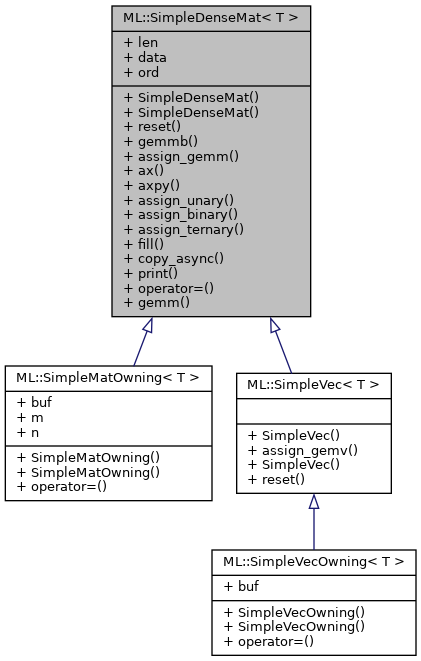 ML::SimpleDenseMat< T >
+ len
+ data
+ ord
+ SimpleDenseMat()
+ SimpleDenseMat()
+ reset()
+ gemmb()
+ assign_gemm()
+ ax()
+ axpy()
+ assign_unary()
+ assign_binary()
+ assign_ternary()
+ fill()
+ copy_async()
+ print()
+ operator=()
+ gemm()
ML::SimpleMatOwning< T >
+ buf
+ m
+ n
+ SimpleMatOwning()
+ SimpleMatOwning()
+ operator=()
ML::SimpleVec< T >
+ SimpleVec()
+ assign_gemv()
+ SimpleVec()
+ reset()
ML::SimpleVecOwning< T >
+ buf
+ SimpleVecOwning()
+ SimpleVecOwning()
+ operator=()